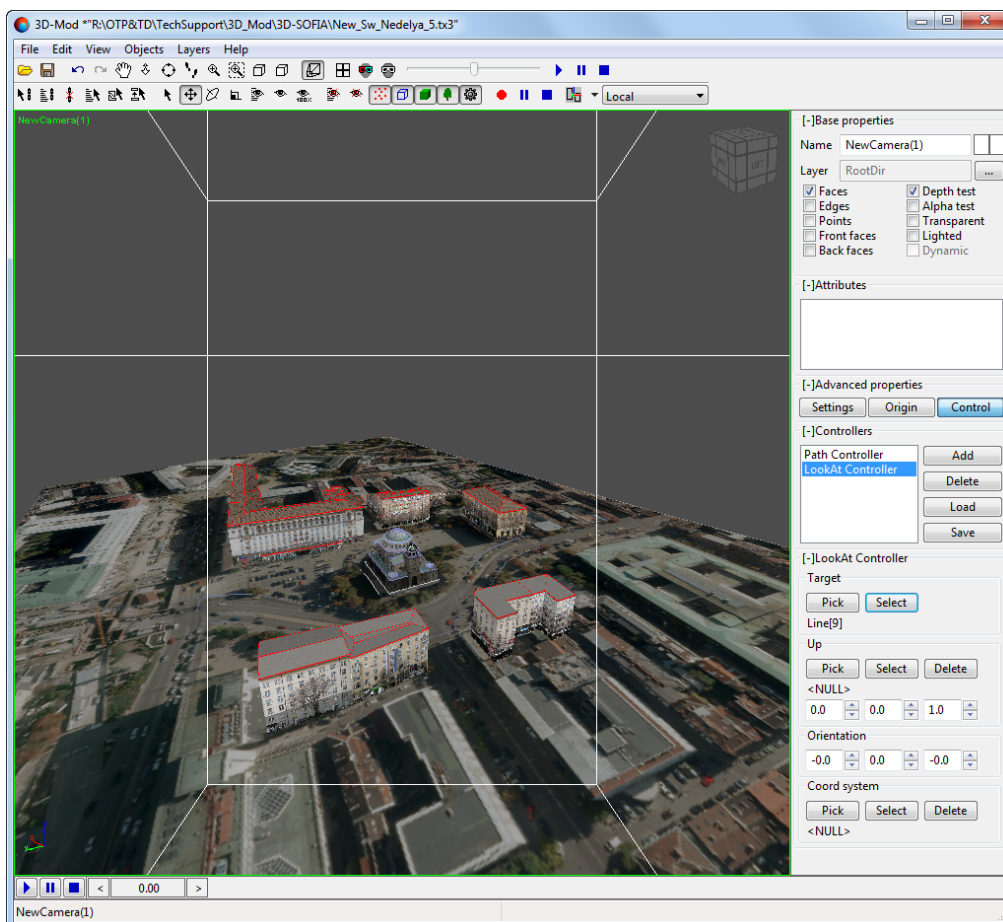 3D-Mod *"R:\OTP&TD\TechSupport\3D_Mod\3D-SOFIA\New_Sw_Nedelya_5.tx3"
File Edit View Objects Layers Help
100%
Local
NewCamera(1)
LEFT
[-]Base properties
Name NewCamera(1)
Layer RootDir ...
Faces Depth test
Edges Alpha test
Points Transparent
Front faces Lighted
Back faces Dynamic
[-]Attributes
[-]Advanced properties
Settings Origin Control
[-]Controllers
Path Controller Add
LookAt Controller
Delete
Load
Save
[-]LookAt Controller
Target
Pick Select
Line[9]
Up
Pick Select Delete
<NULL>
0.0 0.0 1.0
Orientation
-0.0 0.0 -0.0
Coord system
Pick Select Delete
<NULL>
< 0.00 >
NewCamera(1)